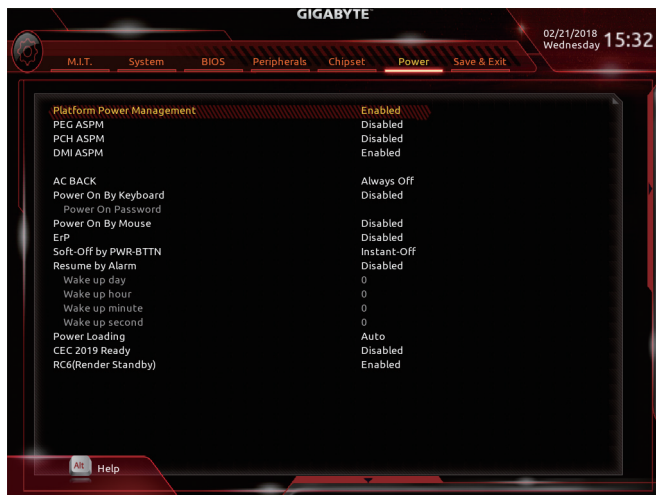 GIGABYTE™
02/21/2018 15:32
Wednesday
M.I.T. System BIOS Peripherals Chipset Power Save & Exit
Platform Power Management Enabled
PEG ASPM Disabled
PCH ASPM Disabled
DMI ASPM Enabled
AC BACK Always Off
Power On By Keyboard Disabled
Power On Password
Power On By Mouse Disabled
ErP Disabled
Soft-Off by PWR-BTTN Instant-Off
Resume by Alarm Disabled
Wake up day 0
Wake up hour 0
Wake up minute 0
Wake up second 0
Power Loading Auto
CEC 2019 Ready Disabled
RC6(Render Standby) Enabled
Alt Help